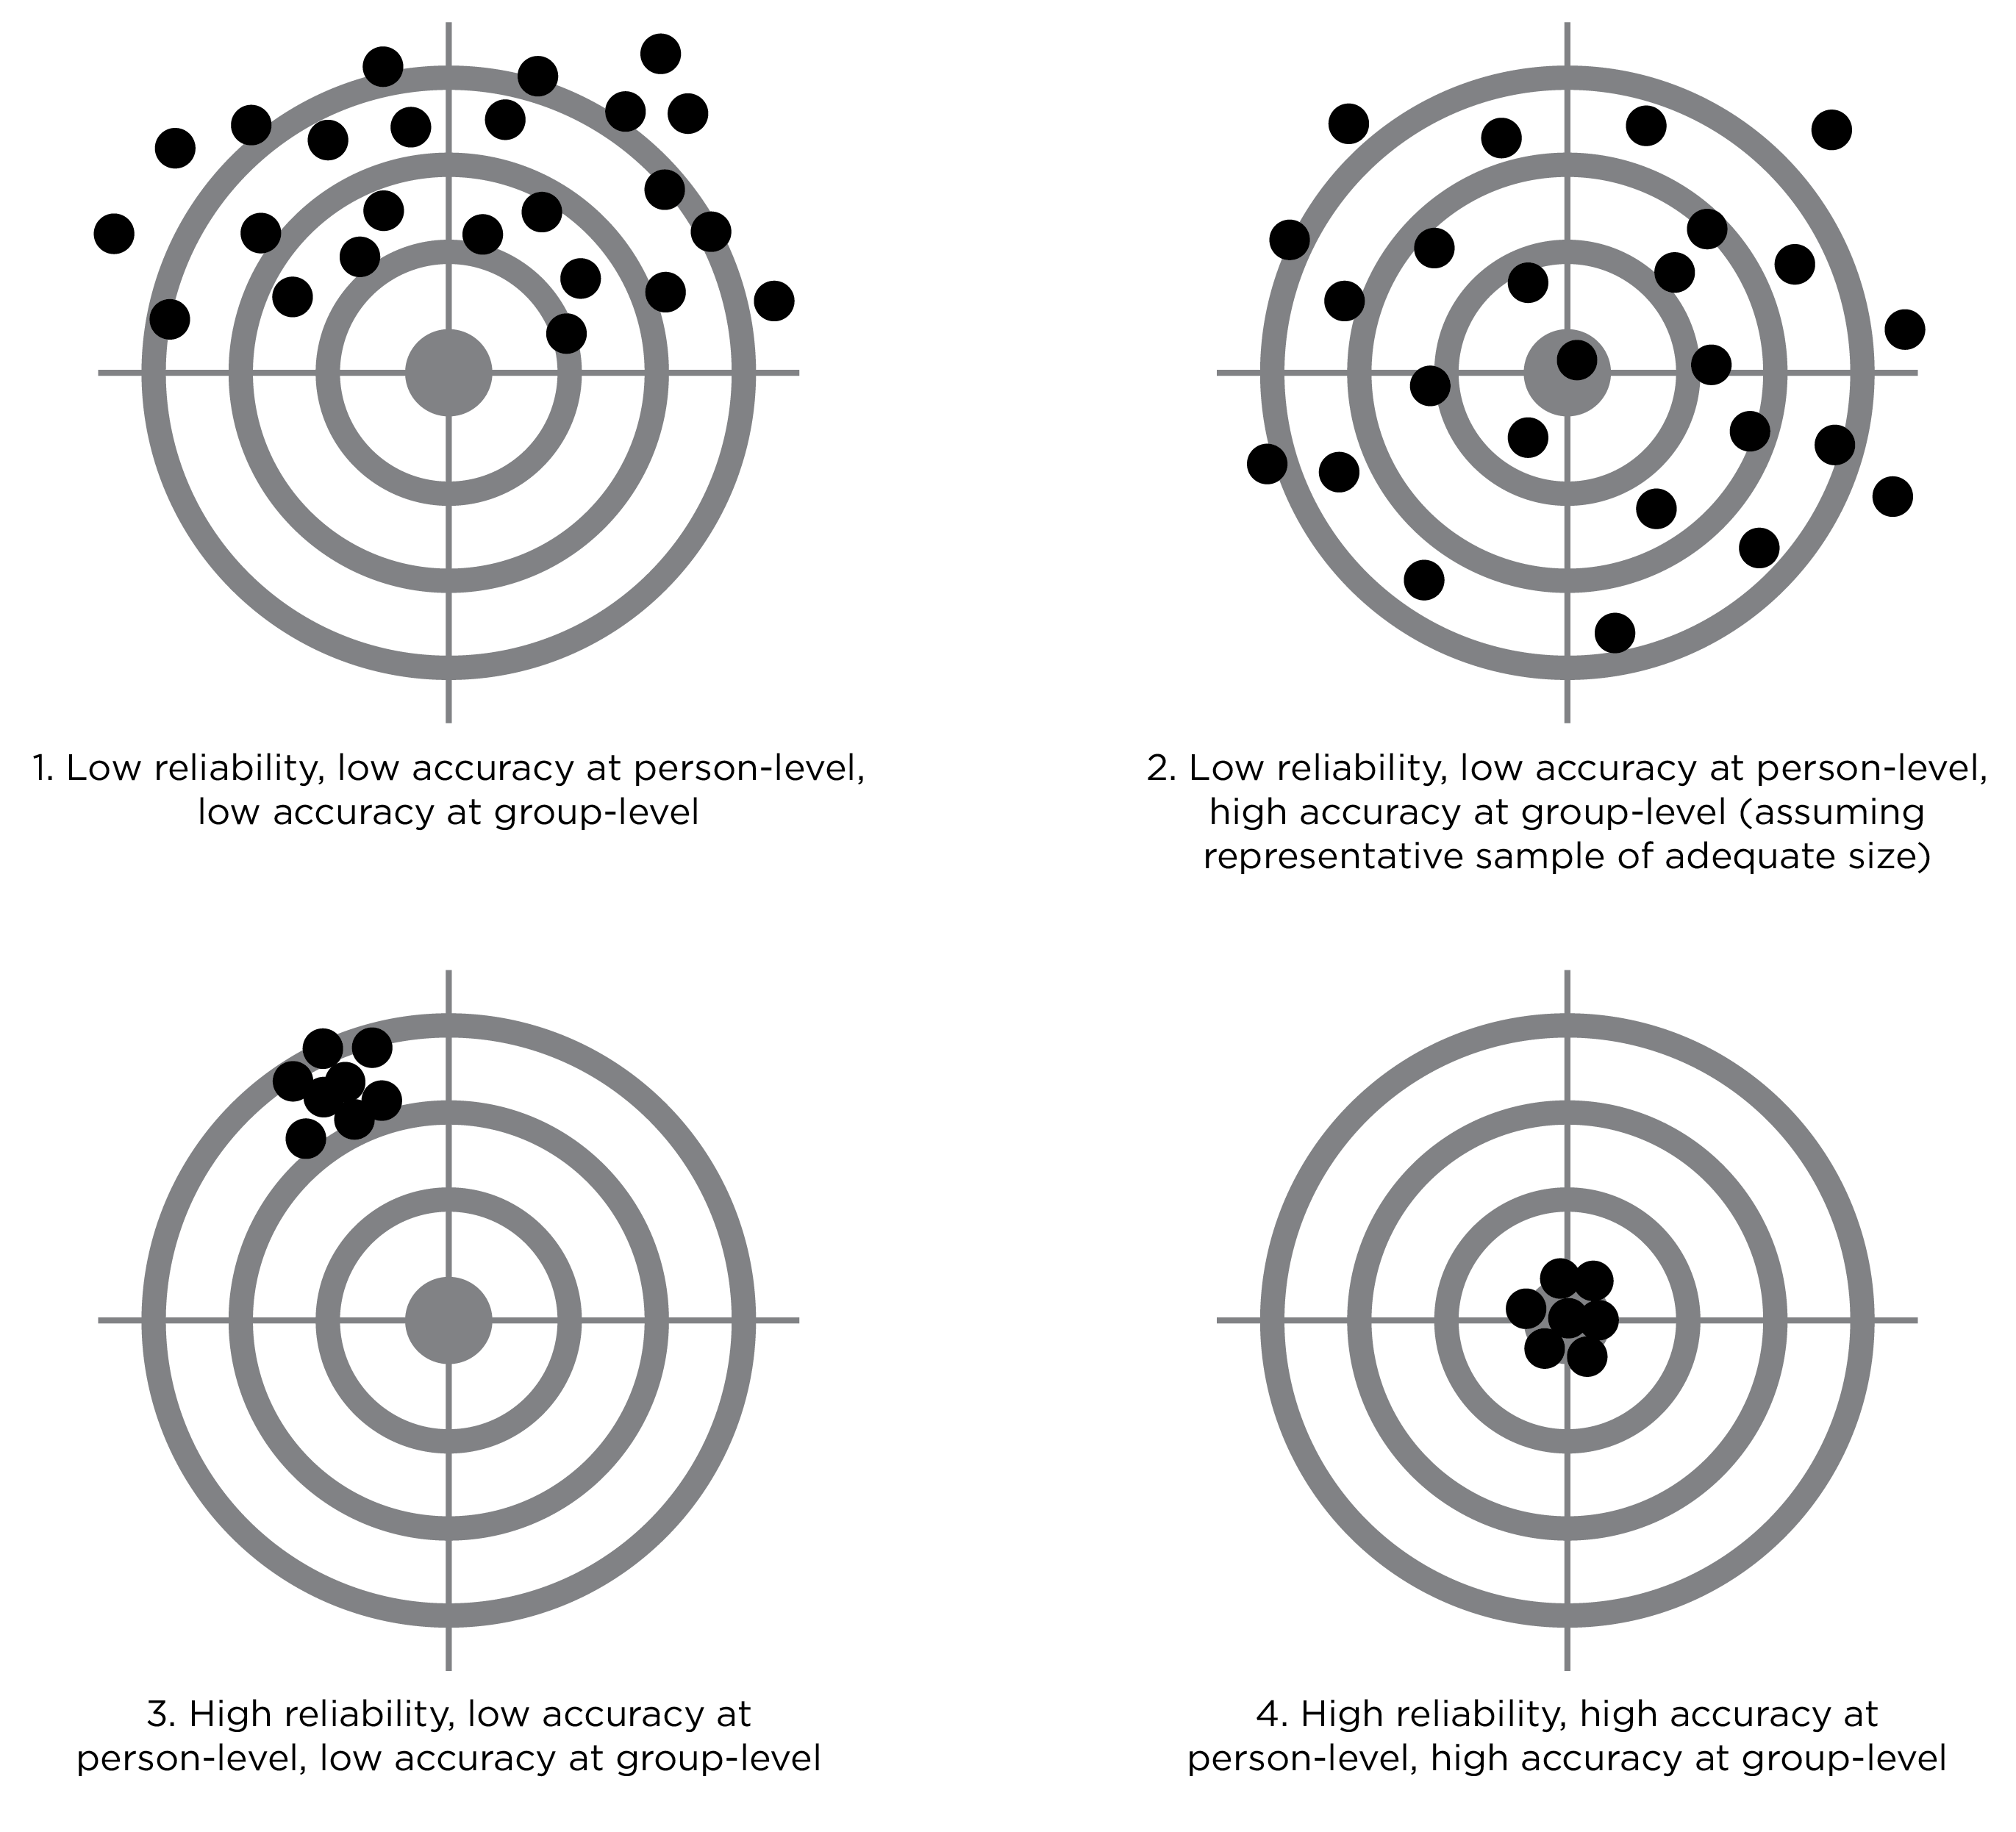 1. Low reliability, low accuracy at person-level,
low accuracy at group-level
2. Low reliability, low accuracy at person-level,
high accuracy at group-level (assuming
representative sample of adequate size)
3. High reliability, low accuracy at
person-level, low accuracy at group-level
4. High reliability, high accuracy at
person-level, high accuracy at group-level